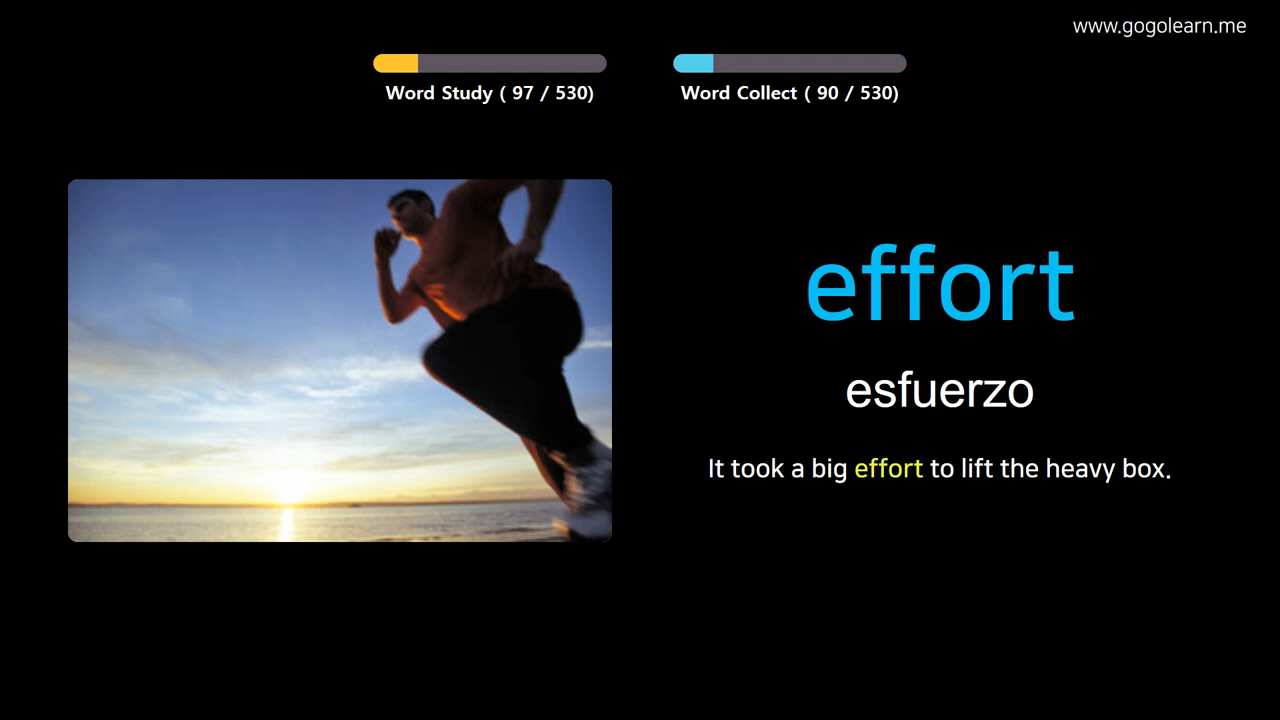 www.gogolearn.me
Word Study ( 97 / 530)
Word Collect ( 90 / 530)
effort
esfuerzo
It took a big effort to lift the heavy box.